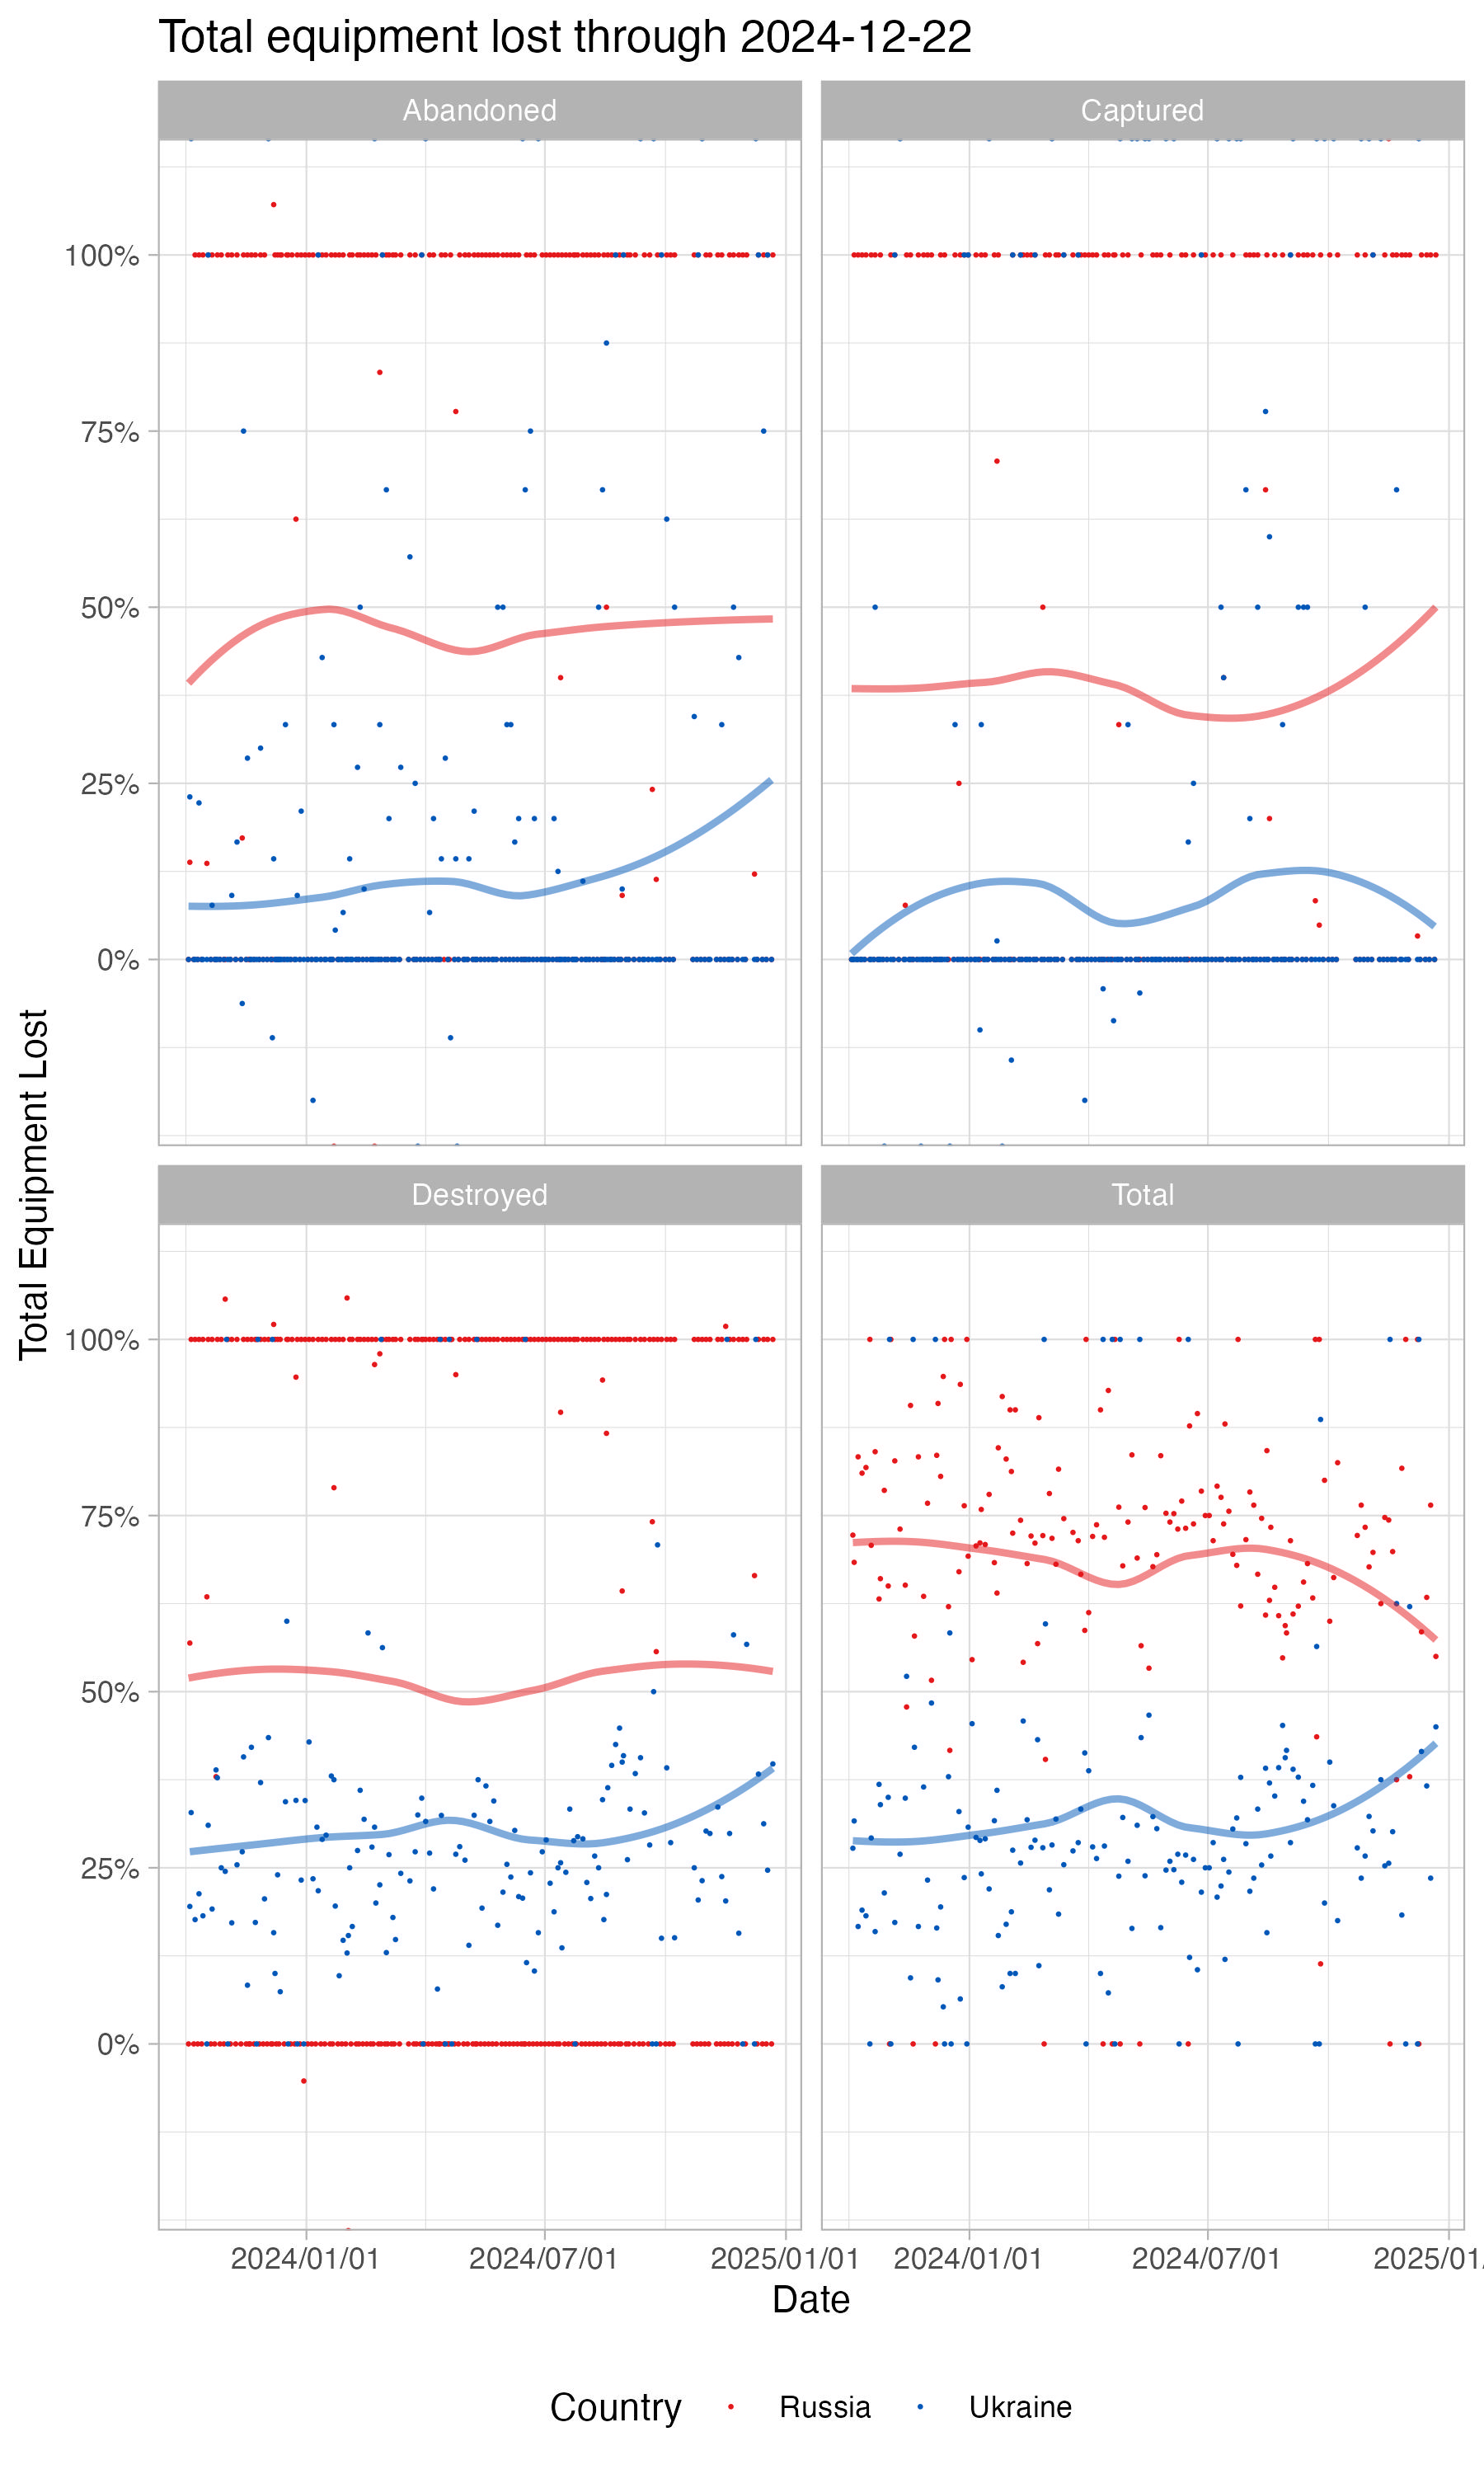 Total equipment lost through 2024-12-22
Abandoned
Captured
100%
75%
50%
25%
0%
Total Equipment Lost
Destroyed
Total
100%
75%
50%
25%
0%
2024/01/01
2024/07/01
2025/01/01
2024/01/01
2024/07/01
2025/01/
Date
Country
Russia
Ukraine